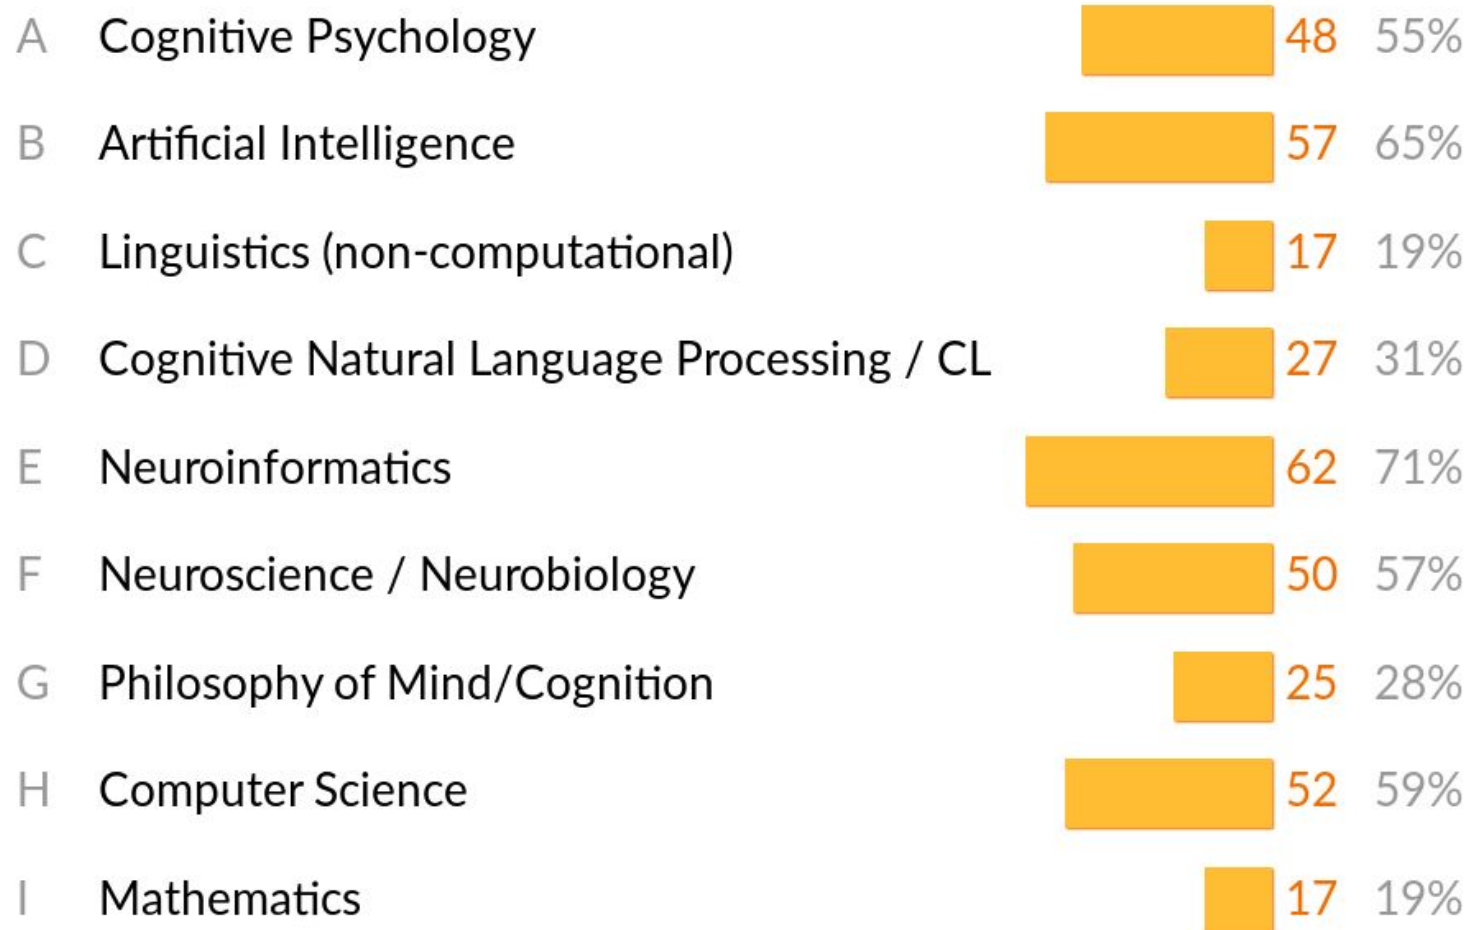 A Cognitive Psychology 48 55%
B Artificial Intelligence 57 65%
C Linguistics (non-computational) 17 19%
D Cognitive Natural Language Processing / CL 27 31%
E Neuroinformatics 62 71%
F Neuroscience / Neurobiology 50 57%
G Philosophy of Mind/Cognition 25 28%
H Computer Science 52 59%
I Mathematics 17 19%